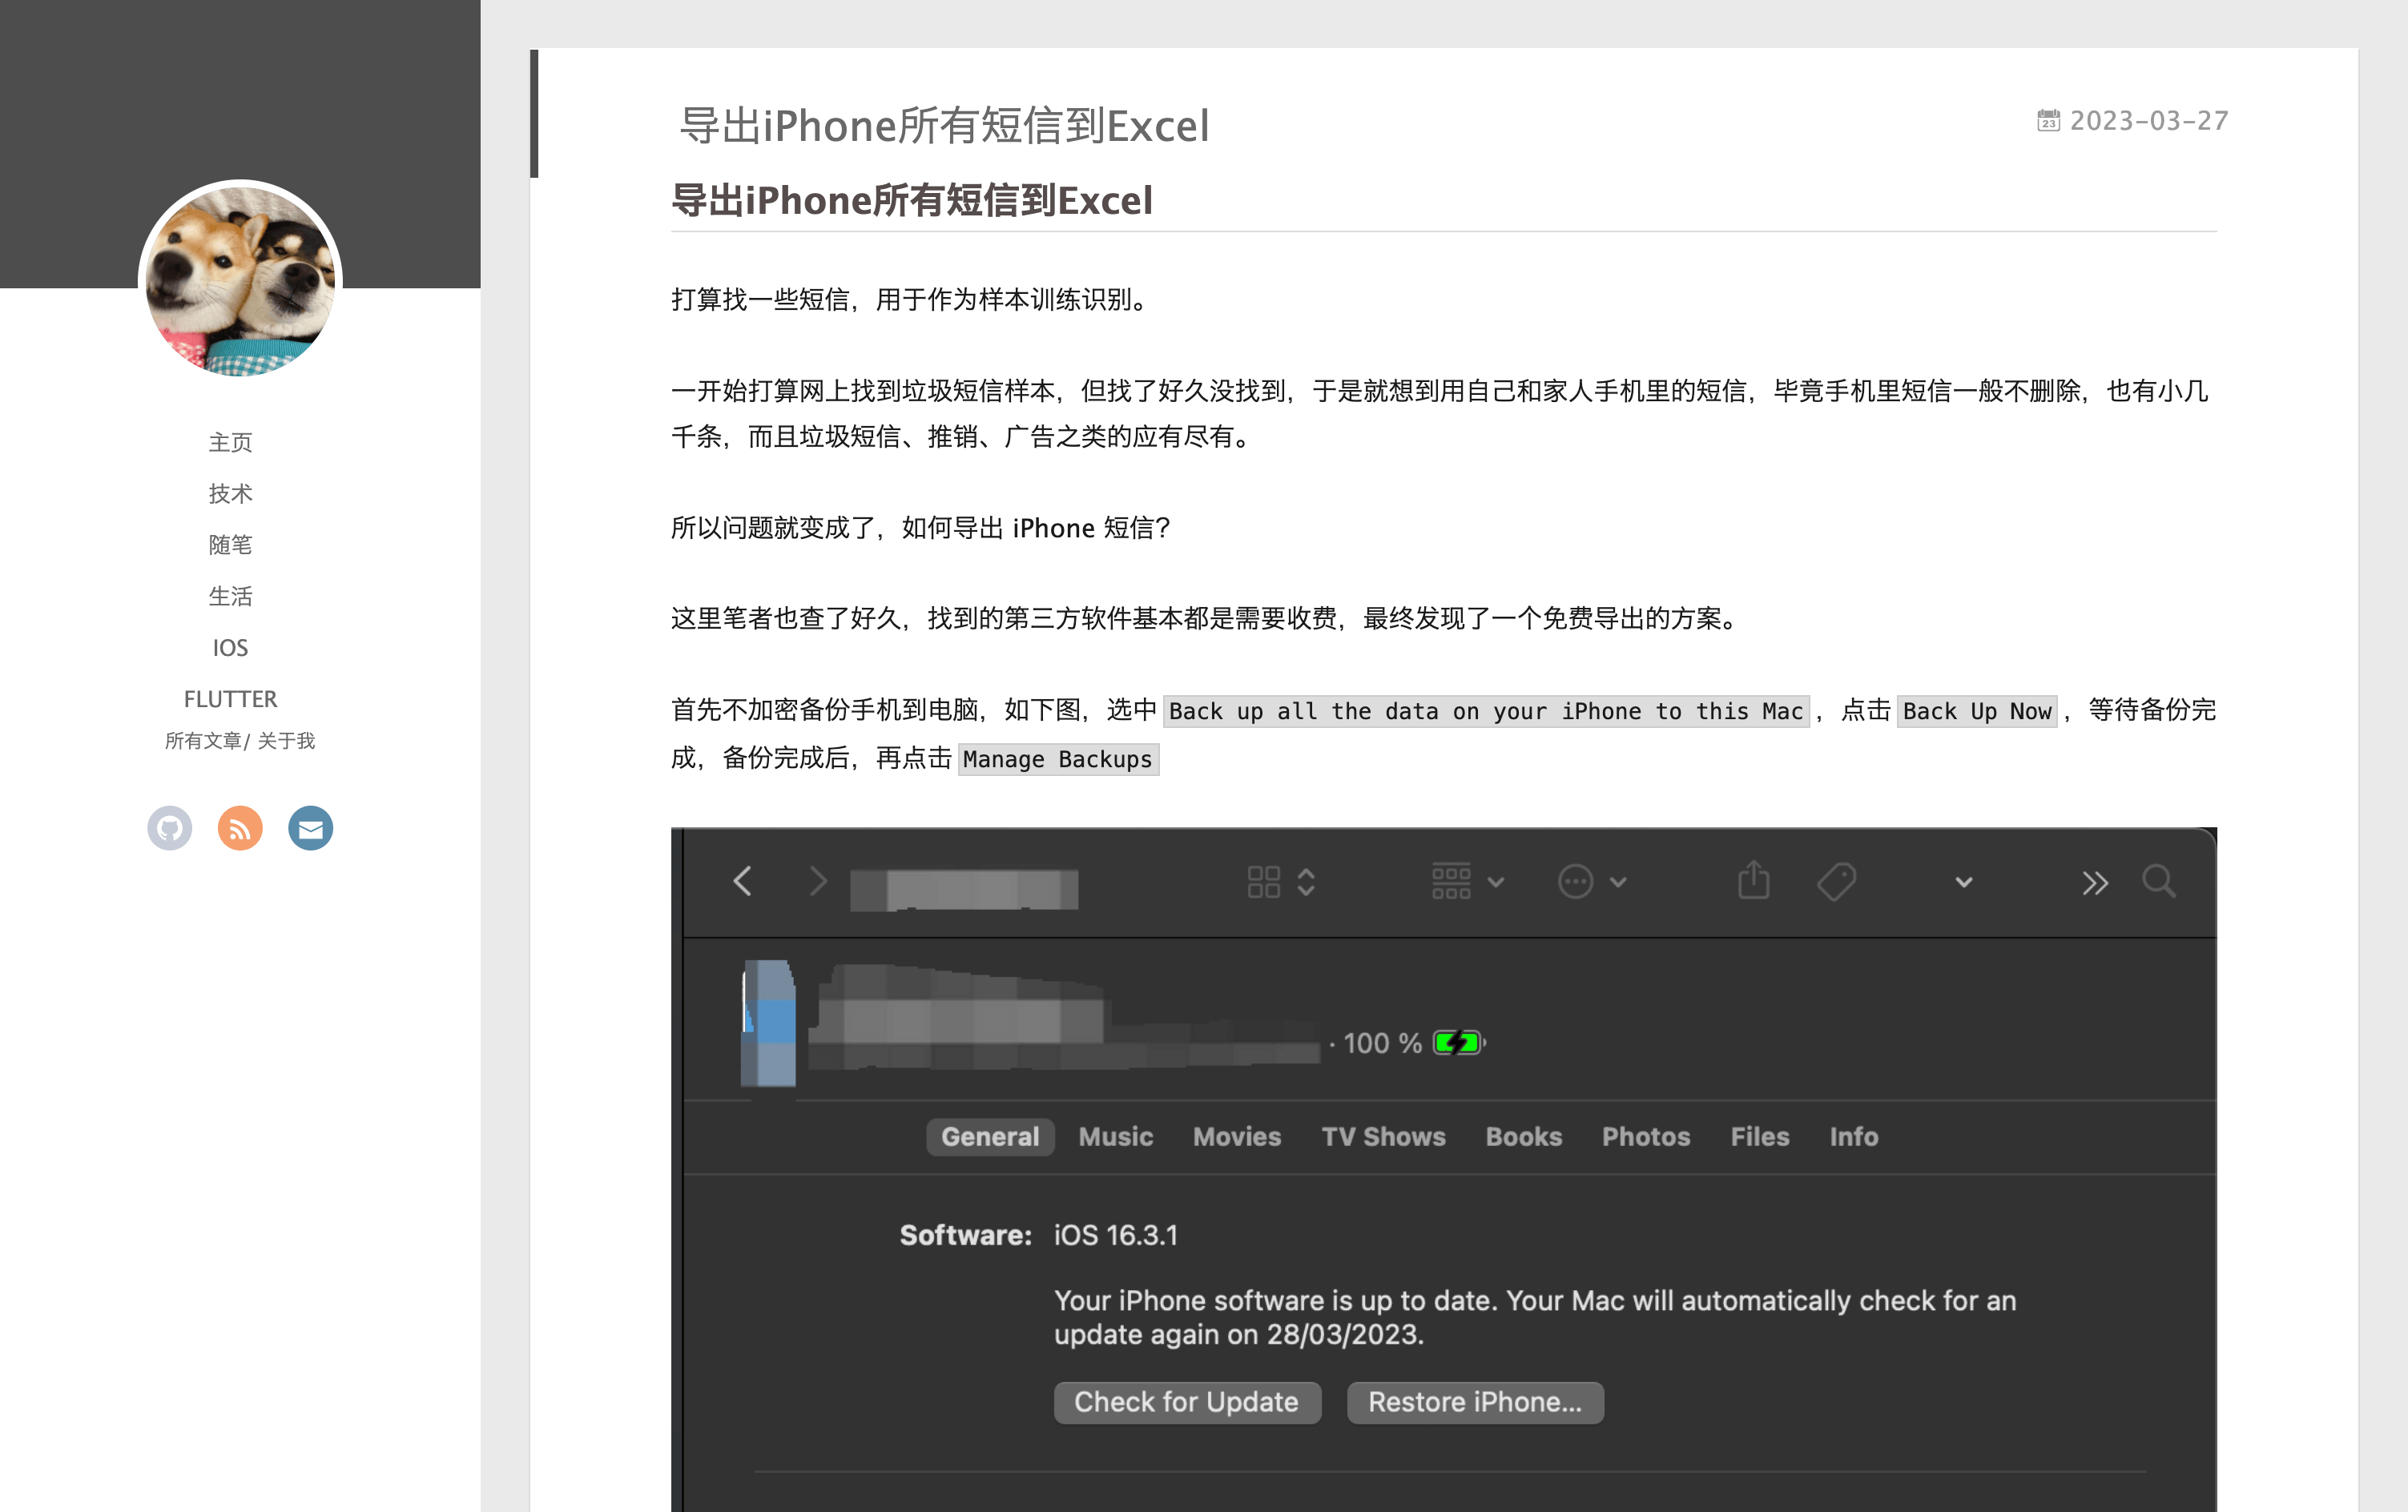 主页
技术
随笔
生活
IOS
FLUTTER
所有文章/ 关于我
导出iPhone所有短信到Excel
23 2023-03-27
导出iPhone所有短信到Excel
打算找一些短信，用于作为样本训练识别。
一开始打算网上找到垃圾短信样本，但找了好久没找到，于是就想到用自己和家人手机里的短信，毕竟手机里短信一般不删除，也有小几
千条，而且垃圾短信、推销、广告之类的应有尽有。
所以问题就变成了，如何导出 iPhone 短信？
这里笔者也查了好久，找到的第三方软件基本都是需要收费，最终发现了一个免费导出的方案。
首先不加密备份手机到电脑，如下图，选中 Back up all the data on your iPhone to this Mac ，点击 Back Up Now ，等待备份完
成，备份完成后，再点击 Manage Backups
· 100 %
General Music Movies TV Shows Books Photos Files Info
Software: iOS 16.3.1
Your iPhone software is up to date. Your Mac will automatically check for an
update again on 28/03/2023.
Check for Update Restore iPhone...